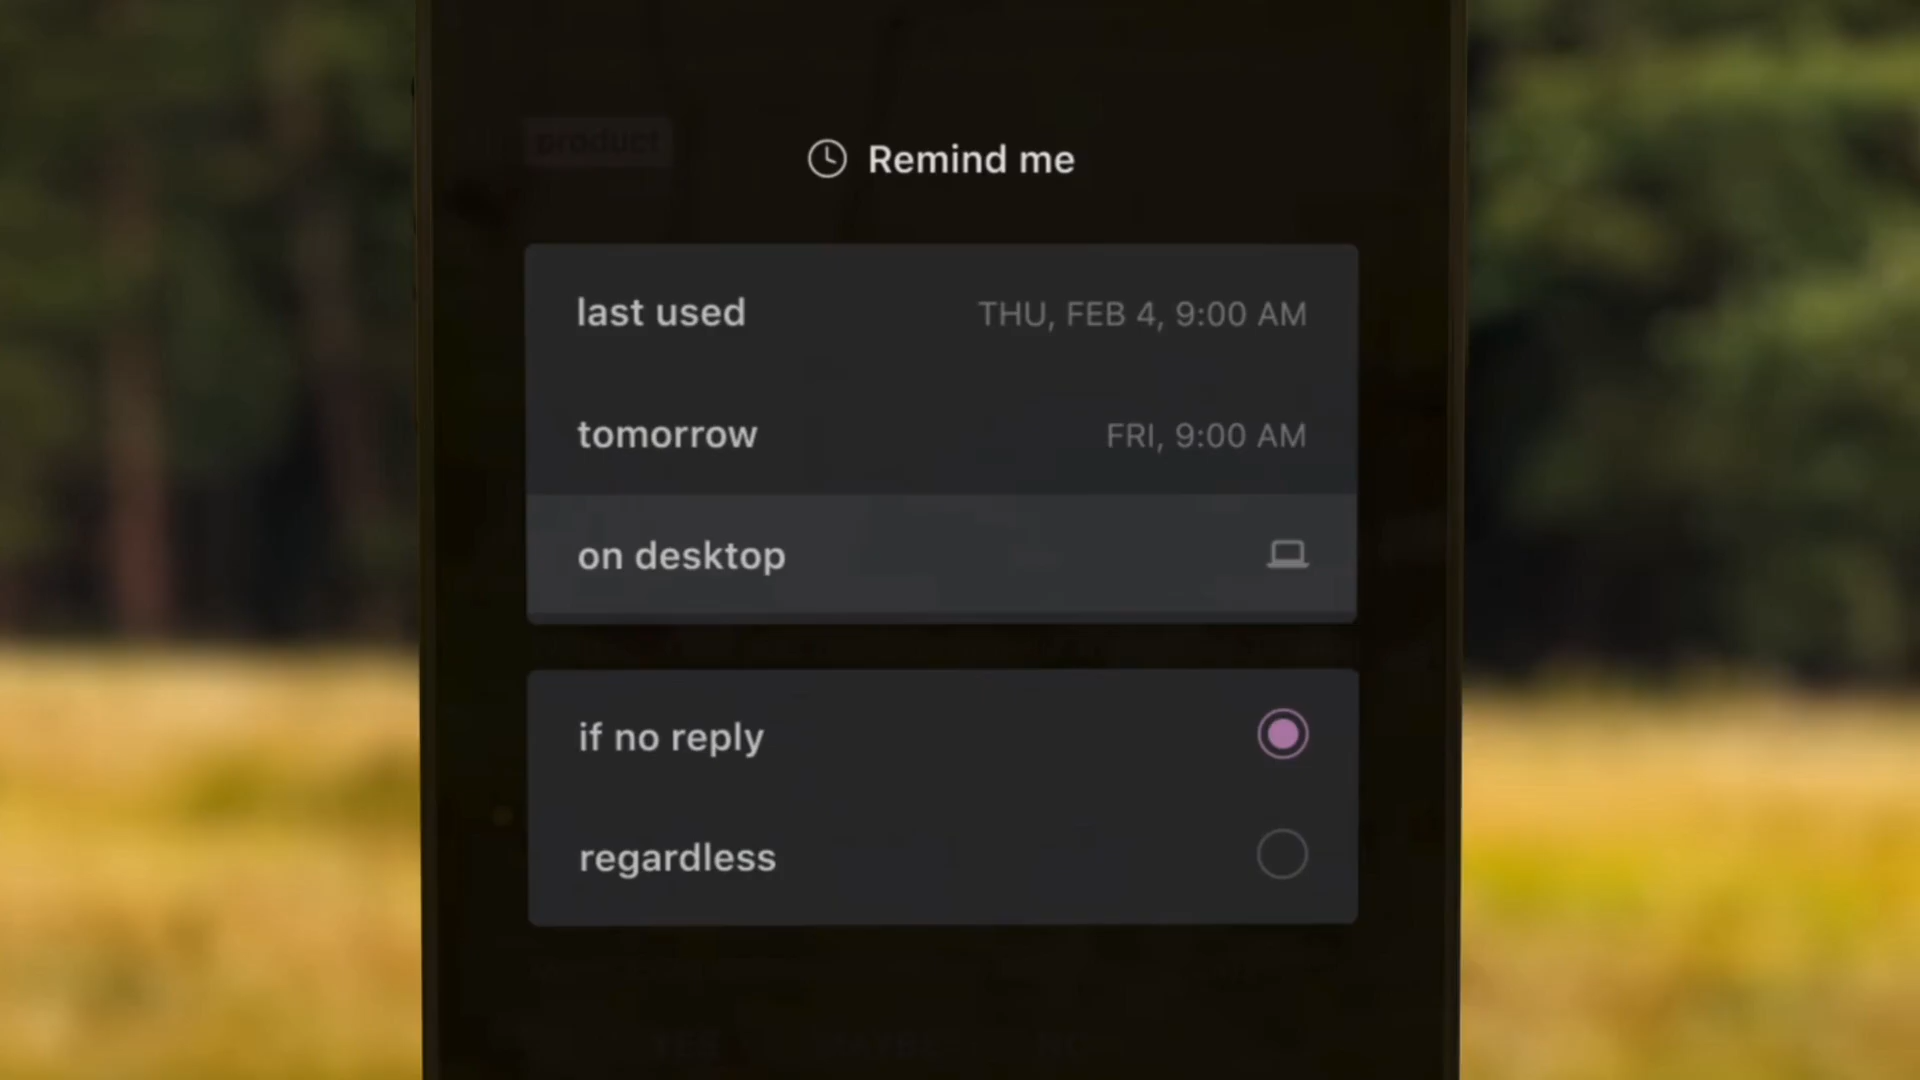 product
Remind me
last used THU, FEB 4, 9:00 AM
tomorrow FRI, 9:00 AM
on desktop
if no reply
regardless